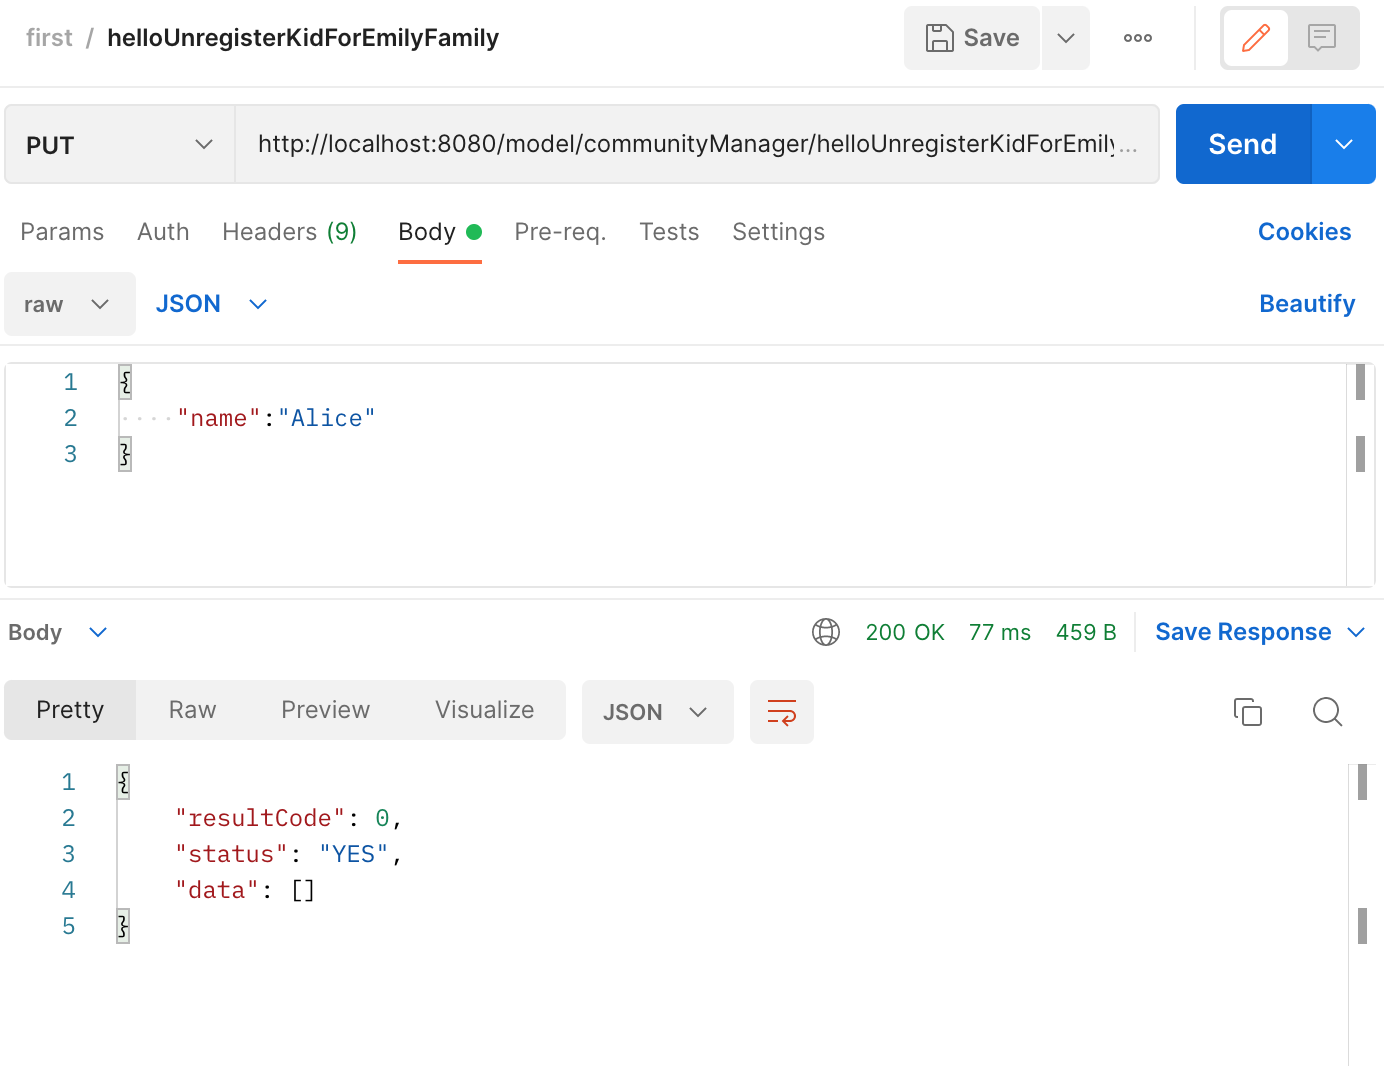 first / helloUnregisterKidForEmilyFamily Save
PUT http://localhost:8080/model/communityManager/helloUnregisterKidForEmily... Send
Params Auth Headers (9) Body Pre-req. Tests Settings Cookies
raw JSON Beautify
1 {
2 "name":"Alice"
3 }
Body 200 OK 77 ms 459 B Save Response
Pretty Raw Preview Visualize JSON
1 {
2 "resultCode": 0,
3 "status": "YES",
4 "data": []
5 }